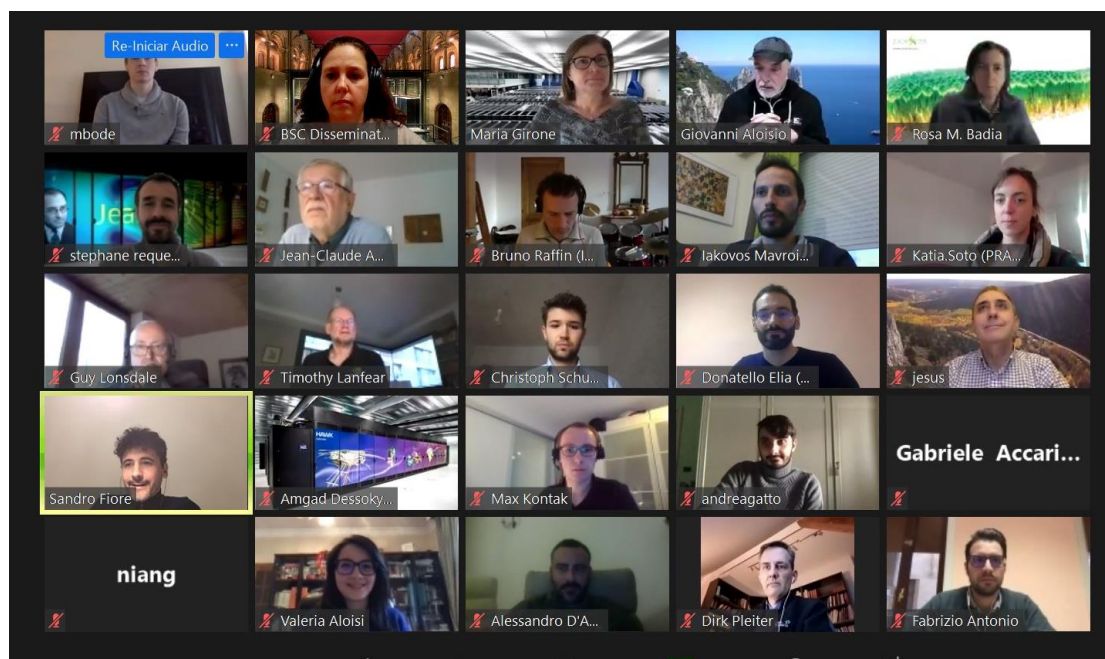 Re-Iniciar Audio ...
mbode
BSC Disseminat...
Maria Girone
Giovanni Aloisio
Rosa M. Badia
Jea
stephane reque...
Jean-Claude A...
Bruno Raffin (I...
Iakovos Mavroi...
Katia.Soto (PRA...
Guy Lonsdale
Timothy Lanfear
Christoph Schu...
Donatello Elia (...
jesus
Sandro Fiore
HAWK
Amgad Dessoky...
Max Kontak
andreagatto
Gabriele Accari...
niang
Valeria Aloisi
Alessandro D'A...
Dirk Pleiter
Fabrizio Antonio